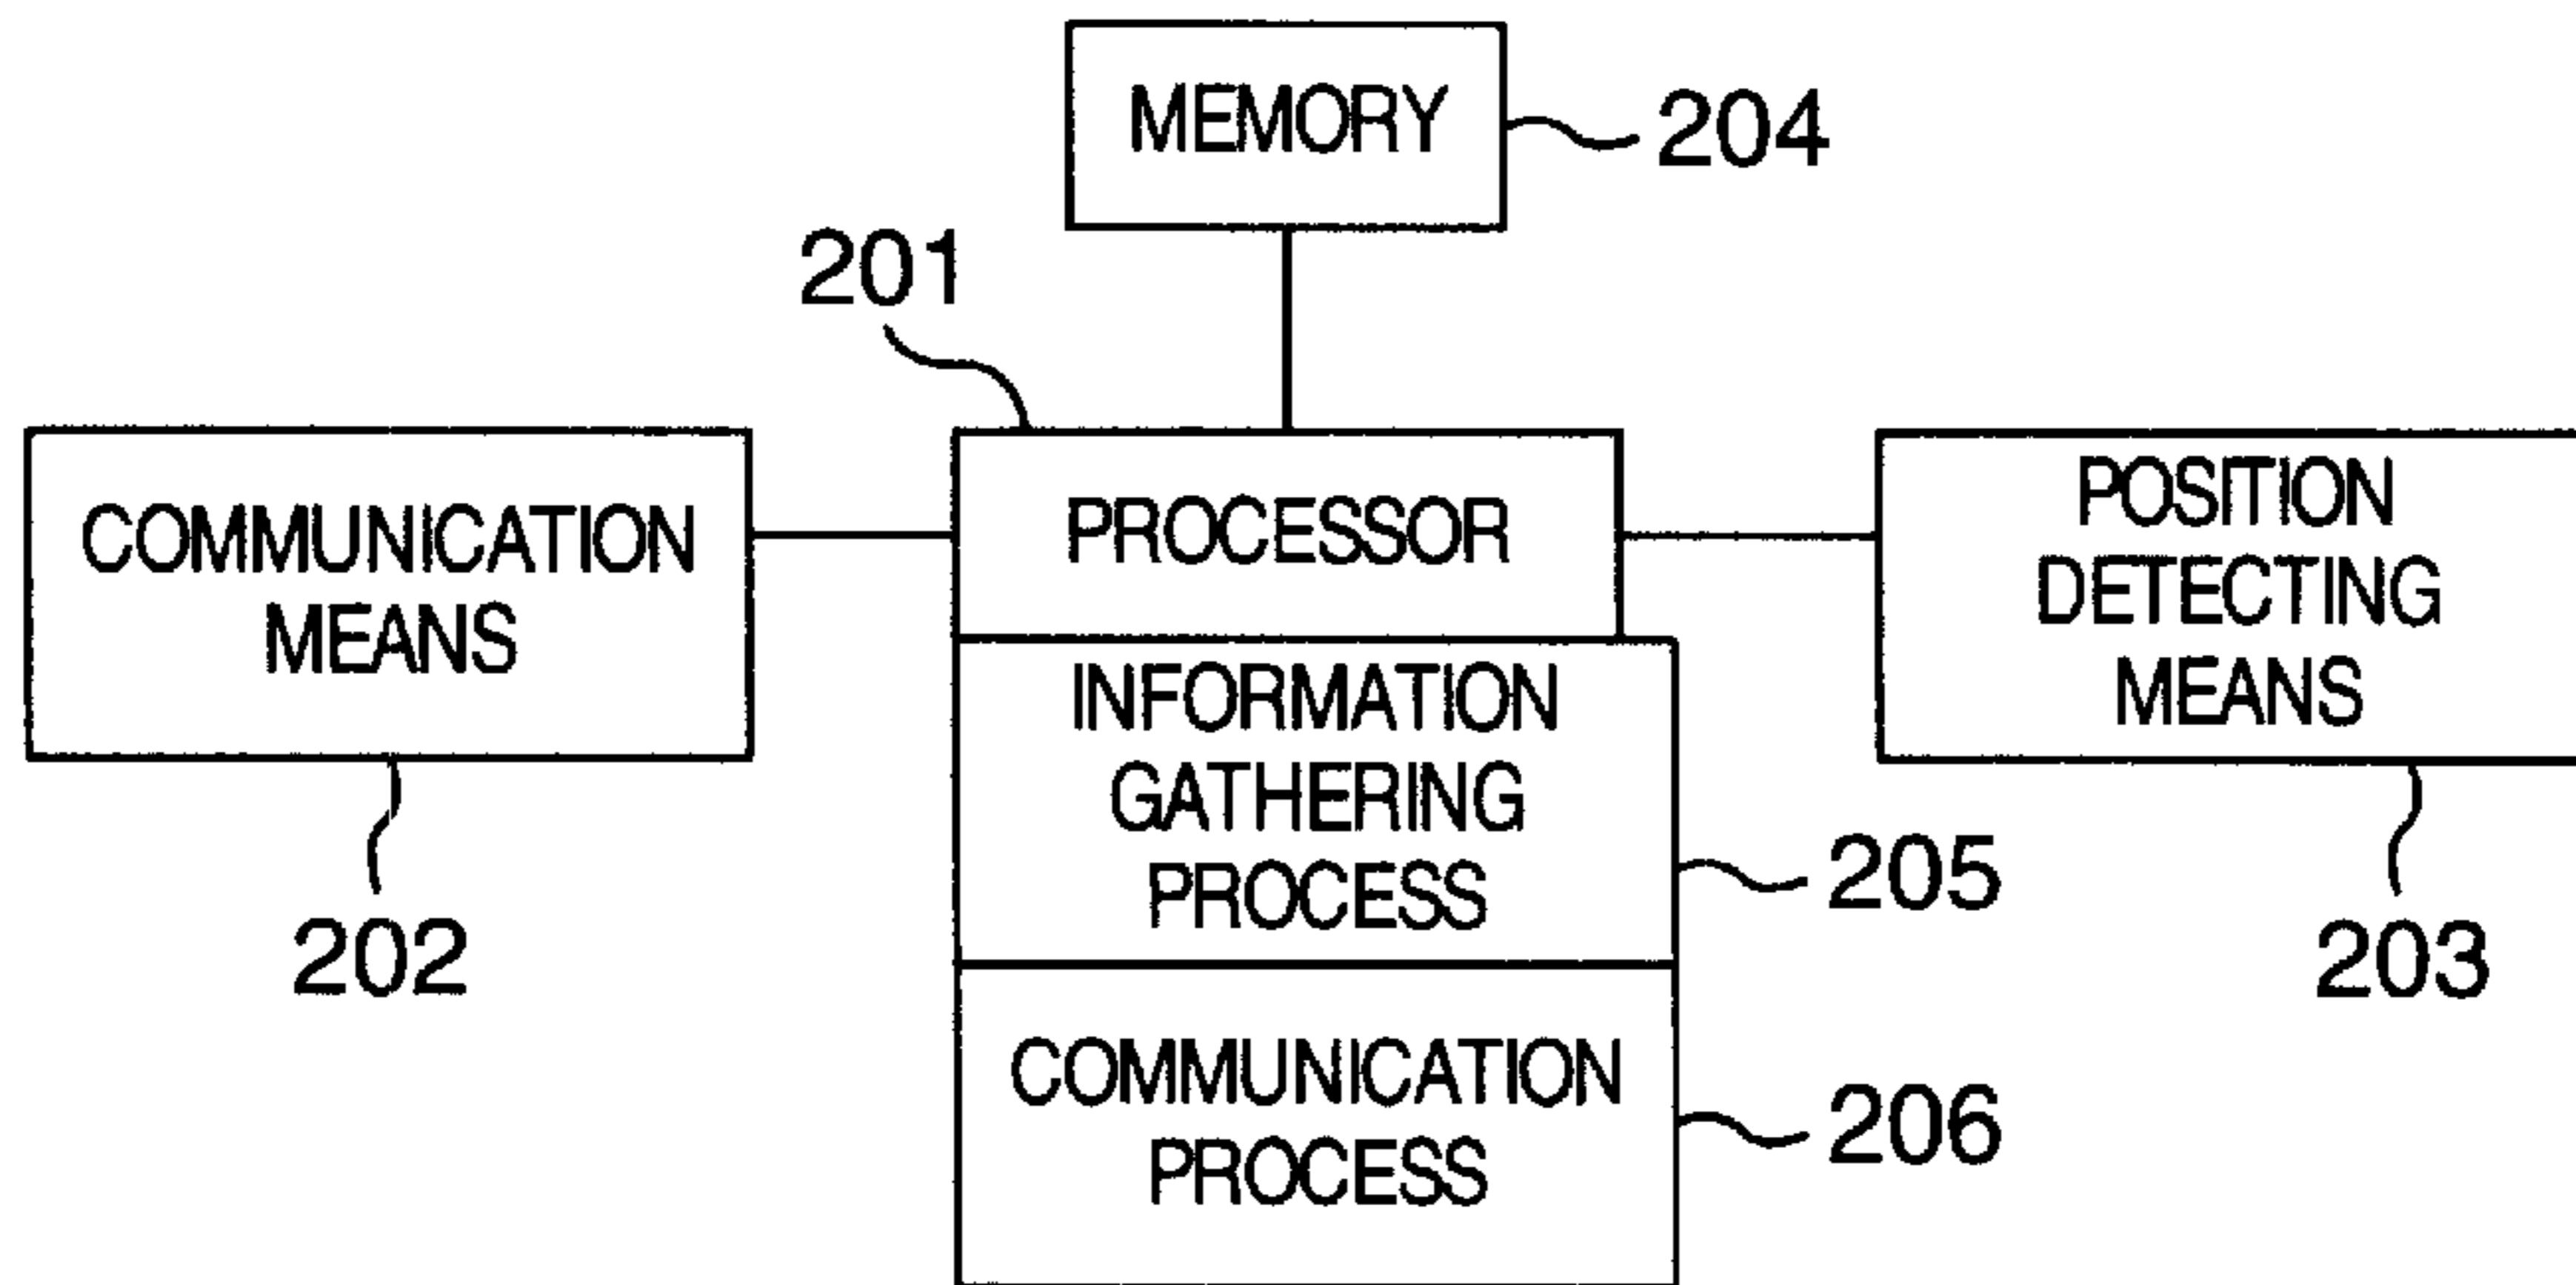 MEMORY
204
201
COMMUNICATION
MEANS
202
PROCESSOR
INFORMATION
GATHERING
PROCESS
205
COMMUNICATION
PROCESS
206
POSITION
DETECTING
MEANS
203